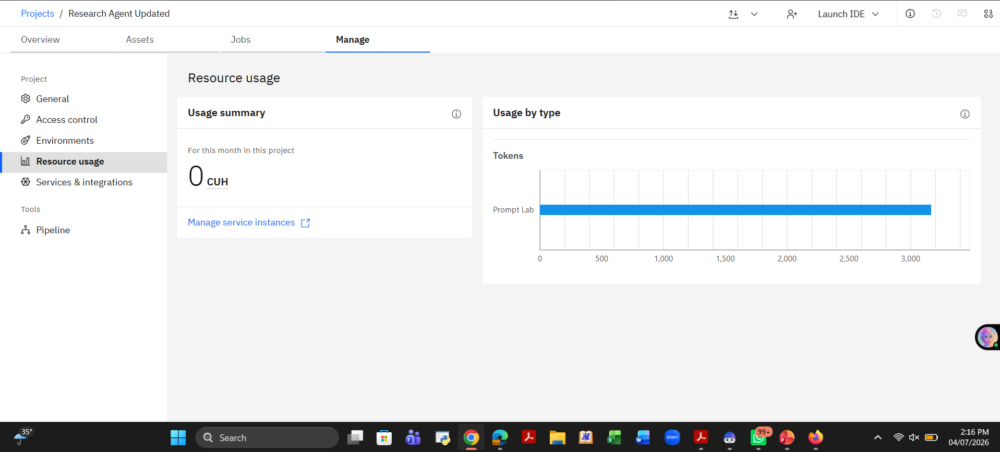 Projects / Research Agent Updated
Launch IDE
Overview
Assets
Jobs
Manage
Project
General
Access control
Environments
Resource usage
Services & integrations
Tools
Pipeline
Resource usage
Usage summary
For this month in this project
0 CUH
Manage service instances
Usage by type
Tokens
Prompt Lab
0 500 1,000 1,500 2,000 2,500 3,000
35°
Search
zoom
99+
2:16 PM
04/07/2026